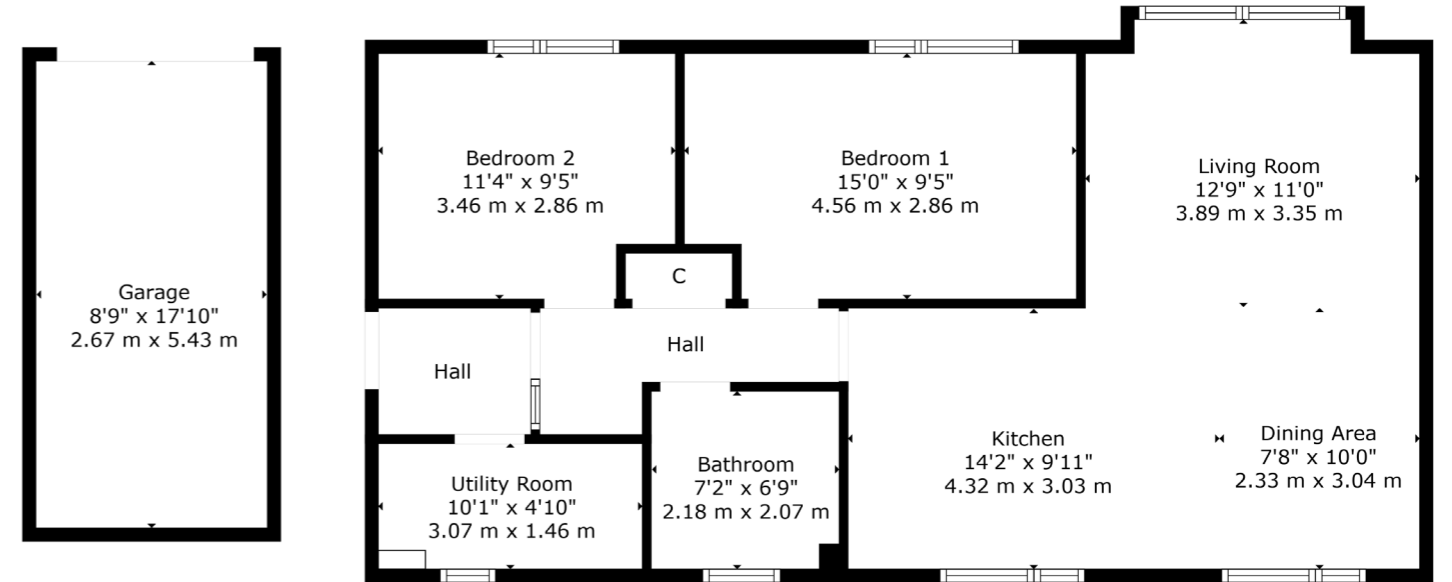 Garage
8'9" x 17'10"
2.67 m x 5.43 m
Bedroom 2
11'4" x 9'5"
3.46 m x 2.86 m
Bedroom 1
15'0" x 9'5"
4.56 m x 2.86 m
Living Room
12'9" x 11'0"
3.89 m x 3.35 m
C
Hall
Hall
Utility Room
10'1" x 4'10"
3.07 m x 1.46 m
Bathroom
7'2" x 6'9"
2.18 m x 2.07 m
Kitchen
14'2" x 9'11"
4.32 m x 3.03 m
Dining Area
7'8" x 10'0"
2.33 m x 3.04 m